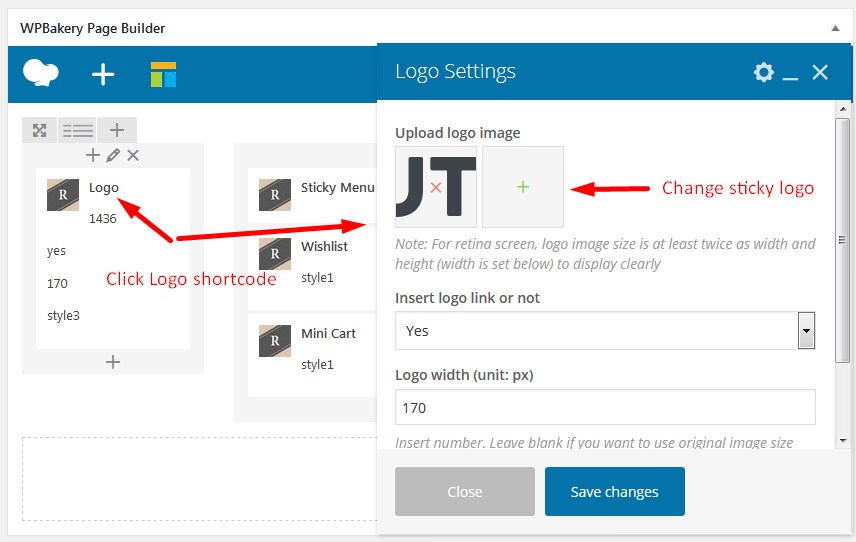 WPBakery Page Builder
Logo Settings
Upload logo image
UT
Change sticky logo
Note: For retina screen, logo image size is at least twice as width and
height (width is set below) to display clearly
Insert logo link or not
Yes
Logo width (unit: px)
170
Insert number. Leave blank if you want to use original image size
Close
Save changes
R
Logo
1436
yes
170
style3
Click Logo shortcode
R
Sticky Menu
R
Wishlist
style1
R
Mini Cart
style1